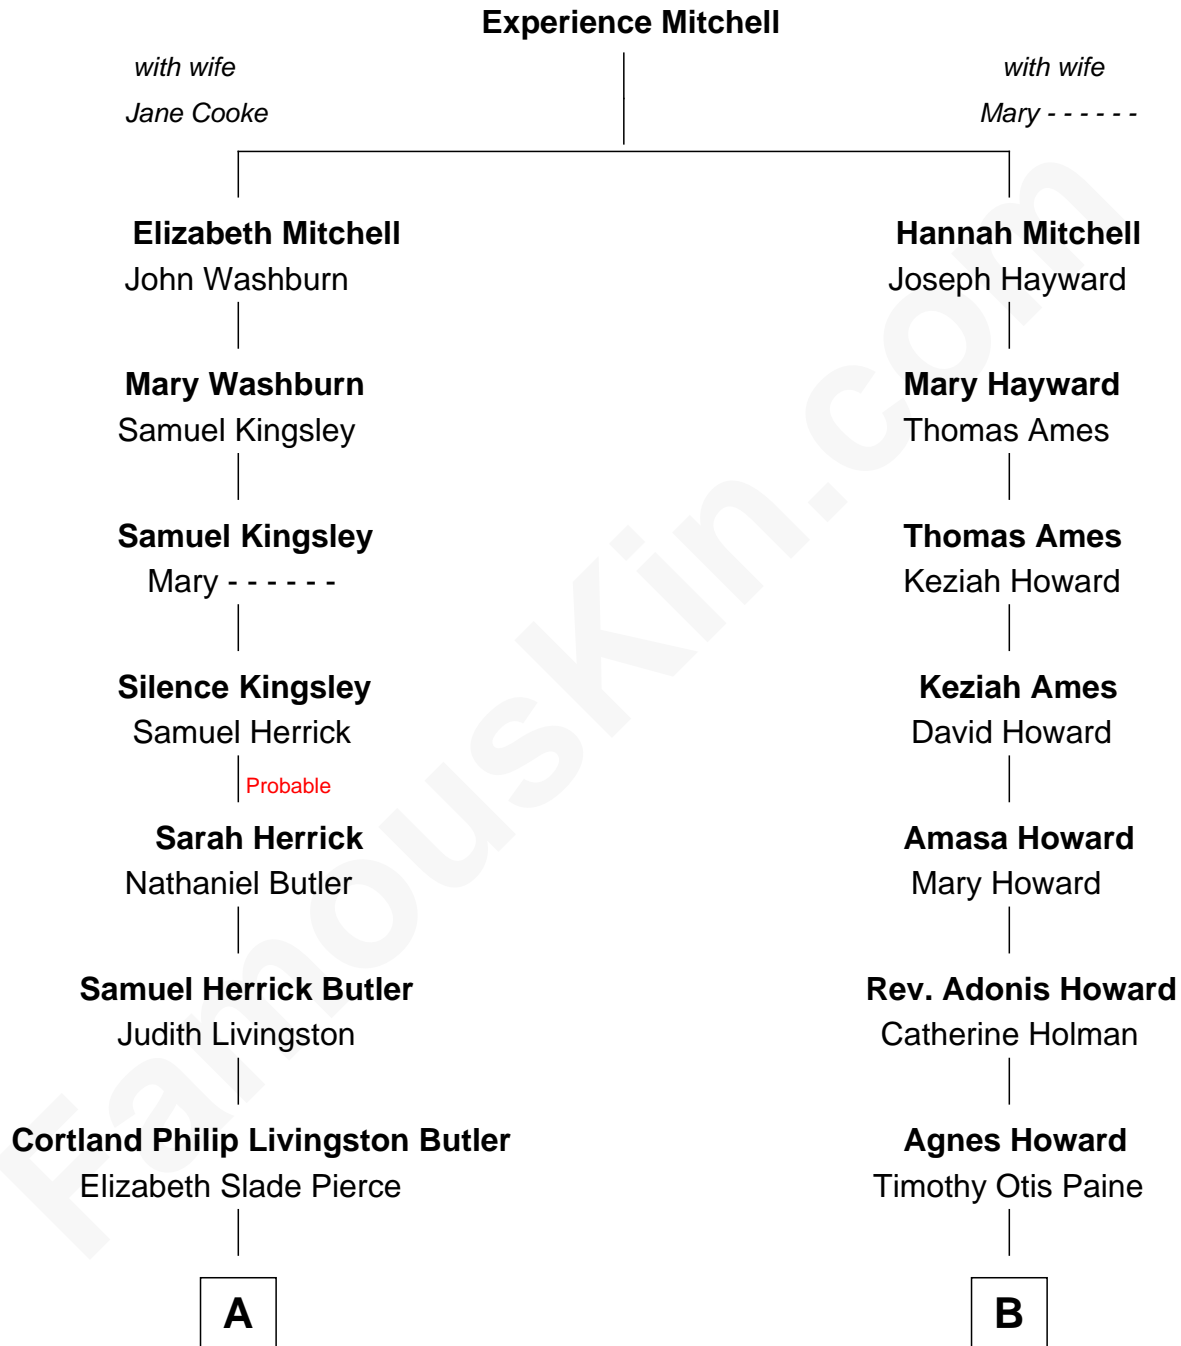 Experience Mitchell
with wife
Jane Cooke
with wife
Mary - - - - - -
Elizabeth Mitchell
John Washburn
Hannah Mitchell
Joseph Hayward
Mary Washburn
Samuel Kingsley
Mary Hayward
Thomas Ames
Samuel Kingsley
Mary - - - - - -
Thomas Ames
Keziah Howard
Silence Kingsley
Samuel Herrick
Keziah Ames
David Howard
Probable
Sarah Herrick
Nathaniel Butler
Amasa Howard
Mary Howard
Samuel Herrick Butler
Judith Livingston
Rev. Adonis Howard
Catherine Holman
Cortland Philip Livingston Butler
Elizabeth Slade Pierce
Agnes Howard
Timothy Otis Paine
A
B
FamousKin.com